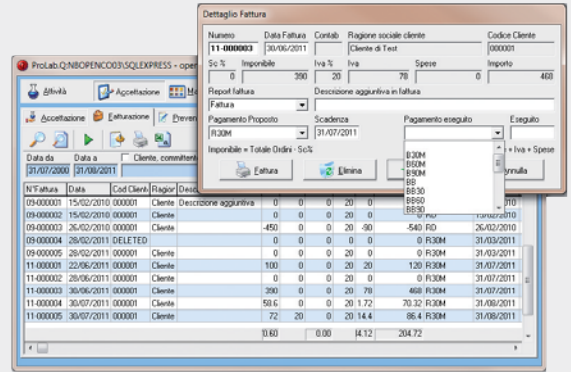 Dettaglio Fattura
Numero Data Fattura Contab Ragione sociale cliente Codice Cliente
11-000003 30/06/2011 Cliente di Test 000001
Sc % Imponibile Iva % Iva Spese Importo
0 390 20 78 0 468
Report fattura Descrizione aggiuntiva in fattura
Fattura
Pagamento Proposto Scadenza Pagamento eseguito Eseguito
R30M 31/07/2011
Imponibile = Totale Ordini - Sc% + Iva + Spese
Fattura Elimina
B30M
B60M
B90M
BB
BB30
BB60
BB90
ProLab.Q:NBOPENCO03\SQLEXPRESS - oper
Attività Accettazione
Accettazione Fatturazione Preven
Data da Data a Cliente, committent
31/07/2000 31/08/2011
N°Fattura Data Cod Client Ragior Desc
09-000001 15/02/2010 000001 Cliente Descrizione aggiuntiva 0 0 0 20 0
09-000002 15/02/2010 000001 Cliente 0 0 0 20 0 0 RD 15/02/2010
09-000003 26/02/2010 000001 Cliente -450 0 0 20 -90 -540 RD 26/02/2010
09-000004 28/02/2011 DELETED 0 0 0 20 0 0 R30M 31/03/2011
09-000005 28/02/2011 000001 Cliente 0 0 0 20 0 0 R30M 31/03/2011
11-000001 22/06/2011 000001 Cliente 100 0 0 20 20 120 R30M 31/07/2011
11-000002 28/06/2011 000001 Cliente 0 0 0 20 0 0 R30M 31/07/2011
11-000003 30/06/2011 000001 Cliente 390 0 0 20 78 468 R30M 31/07/2011
11-000004 30/07/2011 000001 Cliente 58.6 0 0 20 1.72 70.32 R30M 31/08/2011
11-000005 30/07/2011 000001 Cliente 72 20 0 20 14.4 86.4 R30M 31/08/2011
0.60 0.00 4.12 204.72